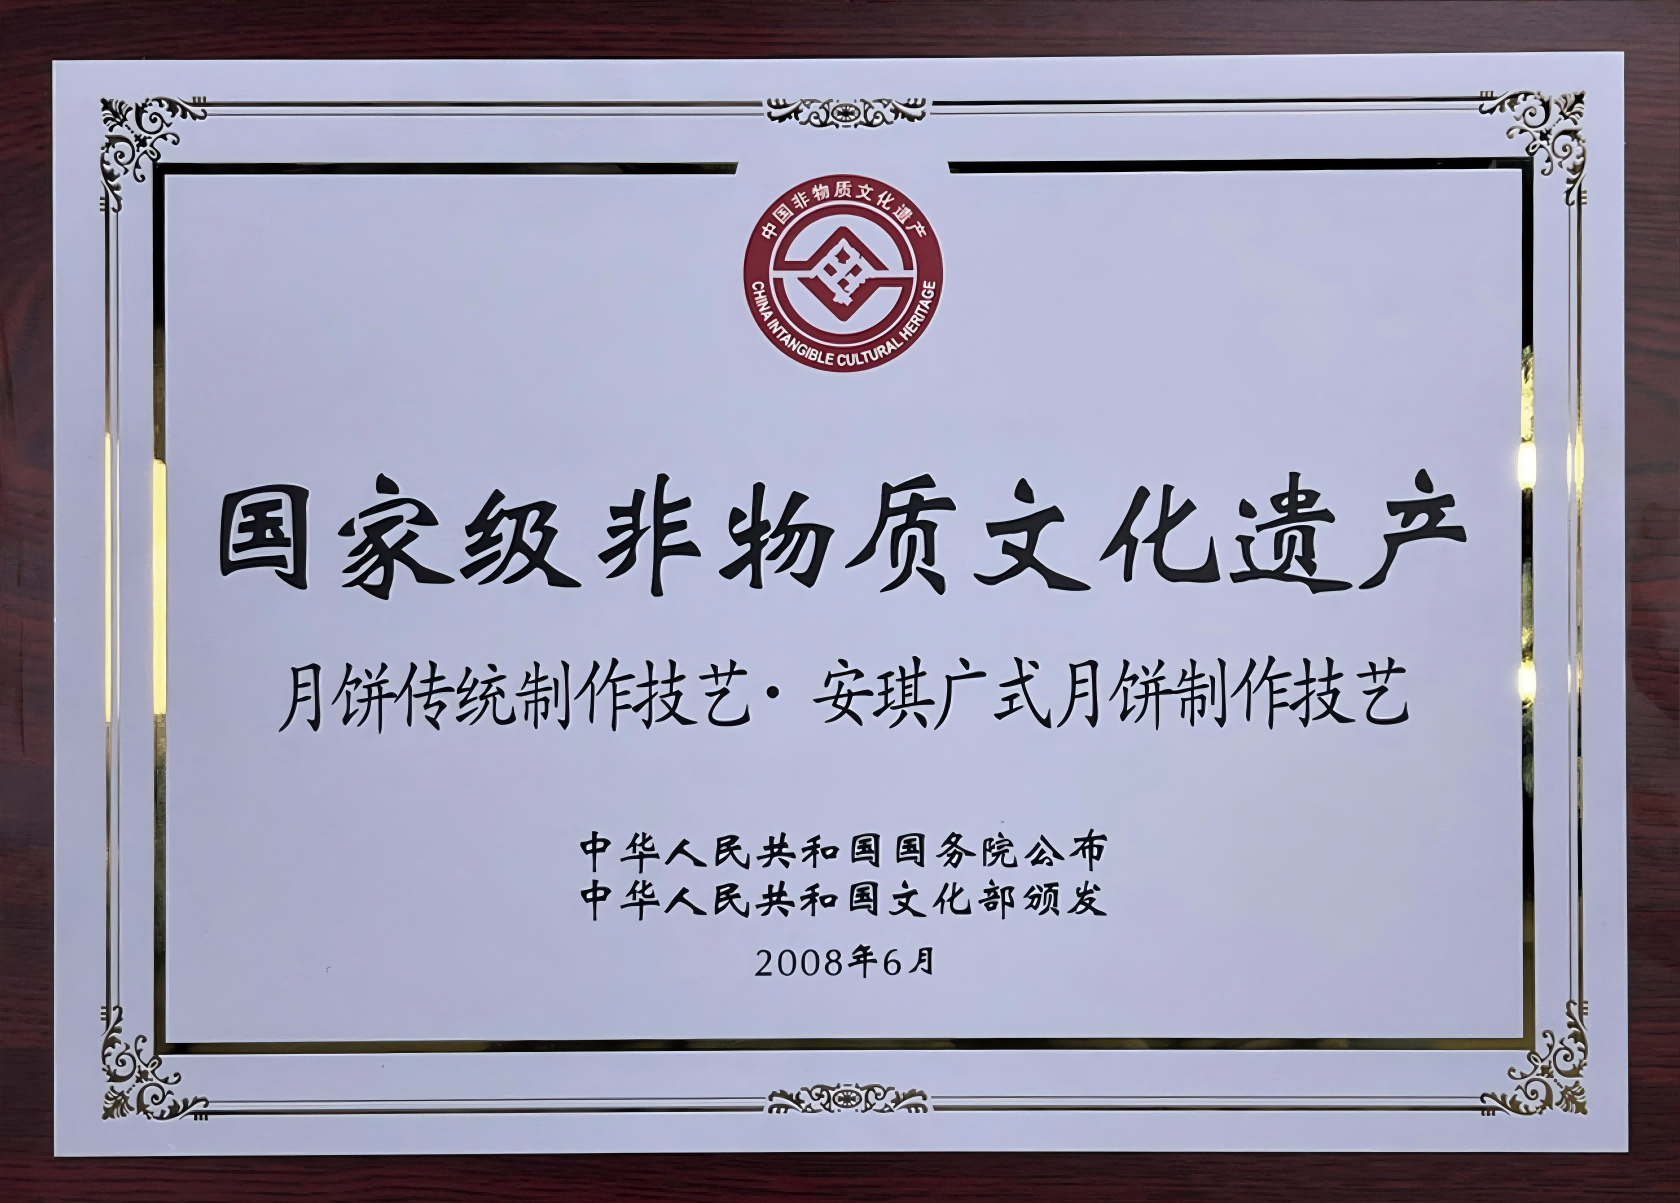 中国非物质文化遗产
CHINA INTANGIBLE CULTURAL HERITAGE
国家级非物质文化遗产
月饼传统制作技艺·安琪广式月饼制作技艺
中华人民共和国国务院公布
中华人民共和国文化部颁发
2008年6月